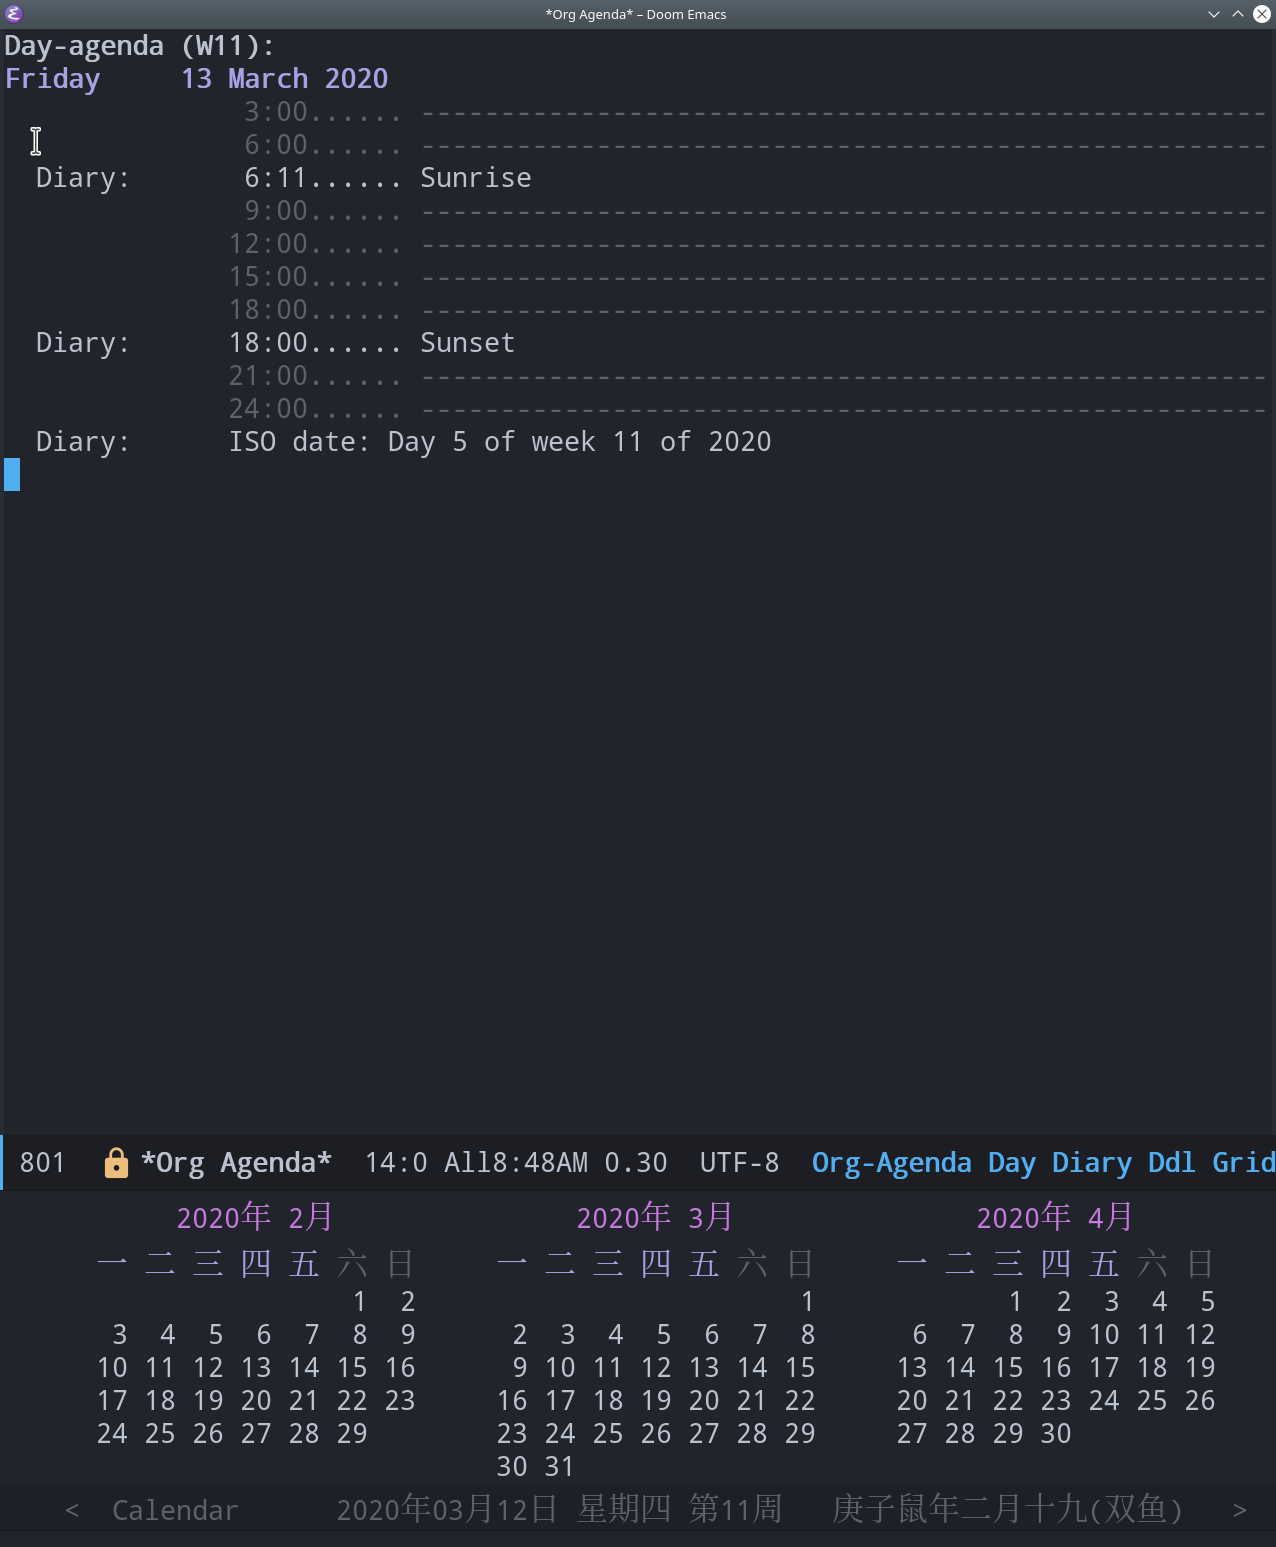 *Org Agenda* – Doom Emacs
Day-agenda (W11):
Friday     13 March 2020
3:00...... -----------------------------------------------------
6:00...... -----------------------------------------------------
Diary:       6:11...... Sunrise
9:00...... -----------------------------------------------------
12:00...... -----------------------------------------------------
15:00...... -----------------------------------------------------
18:00...... -----------------------------------------------------
Diary:      18:00...... Sunset
21:00...... -----------------------------------------------------
24:00...... -----------------------------------------------------
Diary:      ISO date: Day 5 of week 11 of 2020
801 *Org Agenda* 14:0 All8:48AM 0.30 UTF-8 Org-Agenda Day Diary Ddl Grid
2020年 2月 2020年 3月 2020年 4月
一 二 三 四 五 六 日 一 二 三 四 五 六 日 一 二 三 四 五 六 日
1 2 1 1 2 3 4 5
3 4 5 6 7 8 9 2 3 4 5 6 7 8 6 7 8 9 10 11 12
10 11 12 13 14 15 16 9 10 11 12 13 14 15 13 14 15 16 17 18 19
17 18 19 20 21 22 23 16 17 18 19 20 21 22 20 21 22 23 24 25 26
24 25 26 27 28 29 23 24 25 26 27 28 29 27 28 29 30
30 31
< Calendar 2020年03月12日 星期四 第11周 庚子鼠年二月十九(双鱼) >